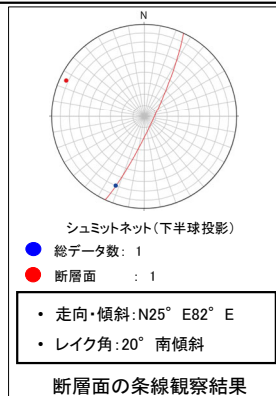 N
シュミットネット(下半球投影)
総データ数: 1
断層面 : 1
・ 走向・傾斜:N25° E82° E
・ レイク角:20° 南傾斜
断層面の条線観察結果